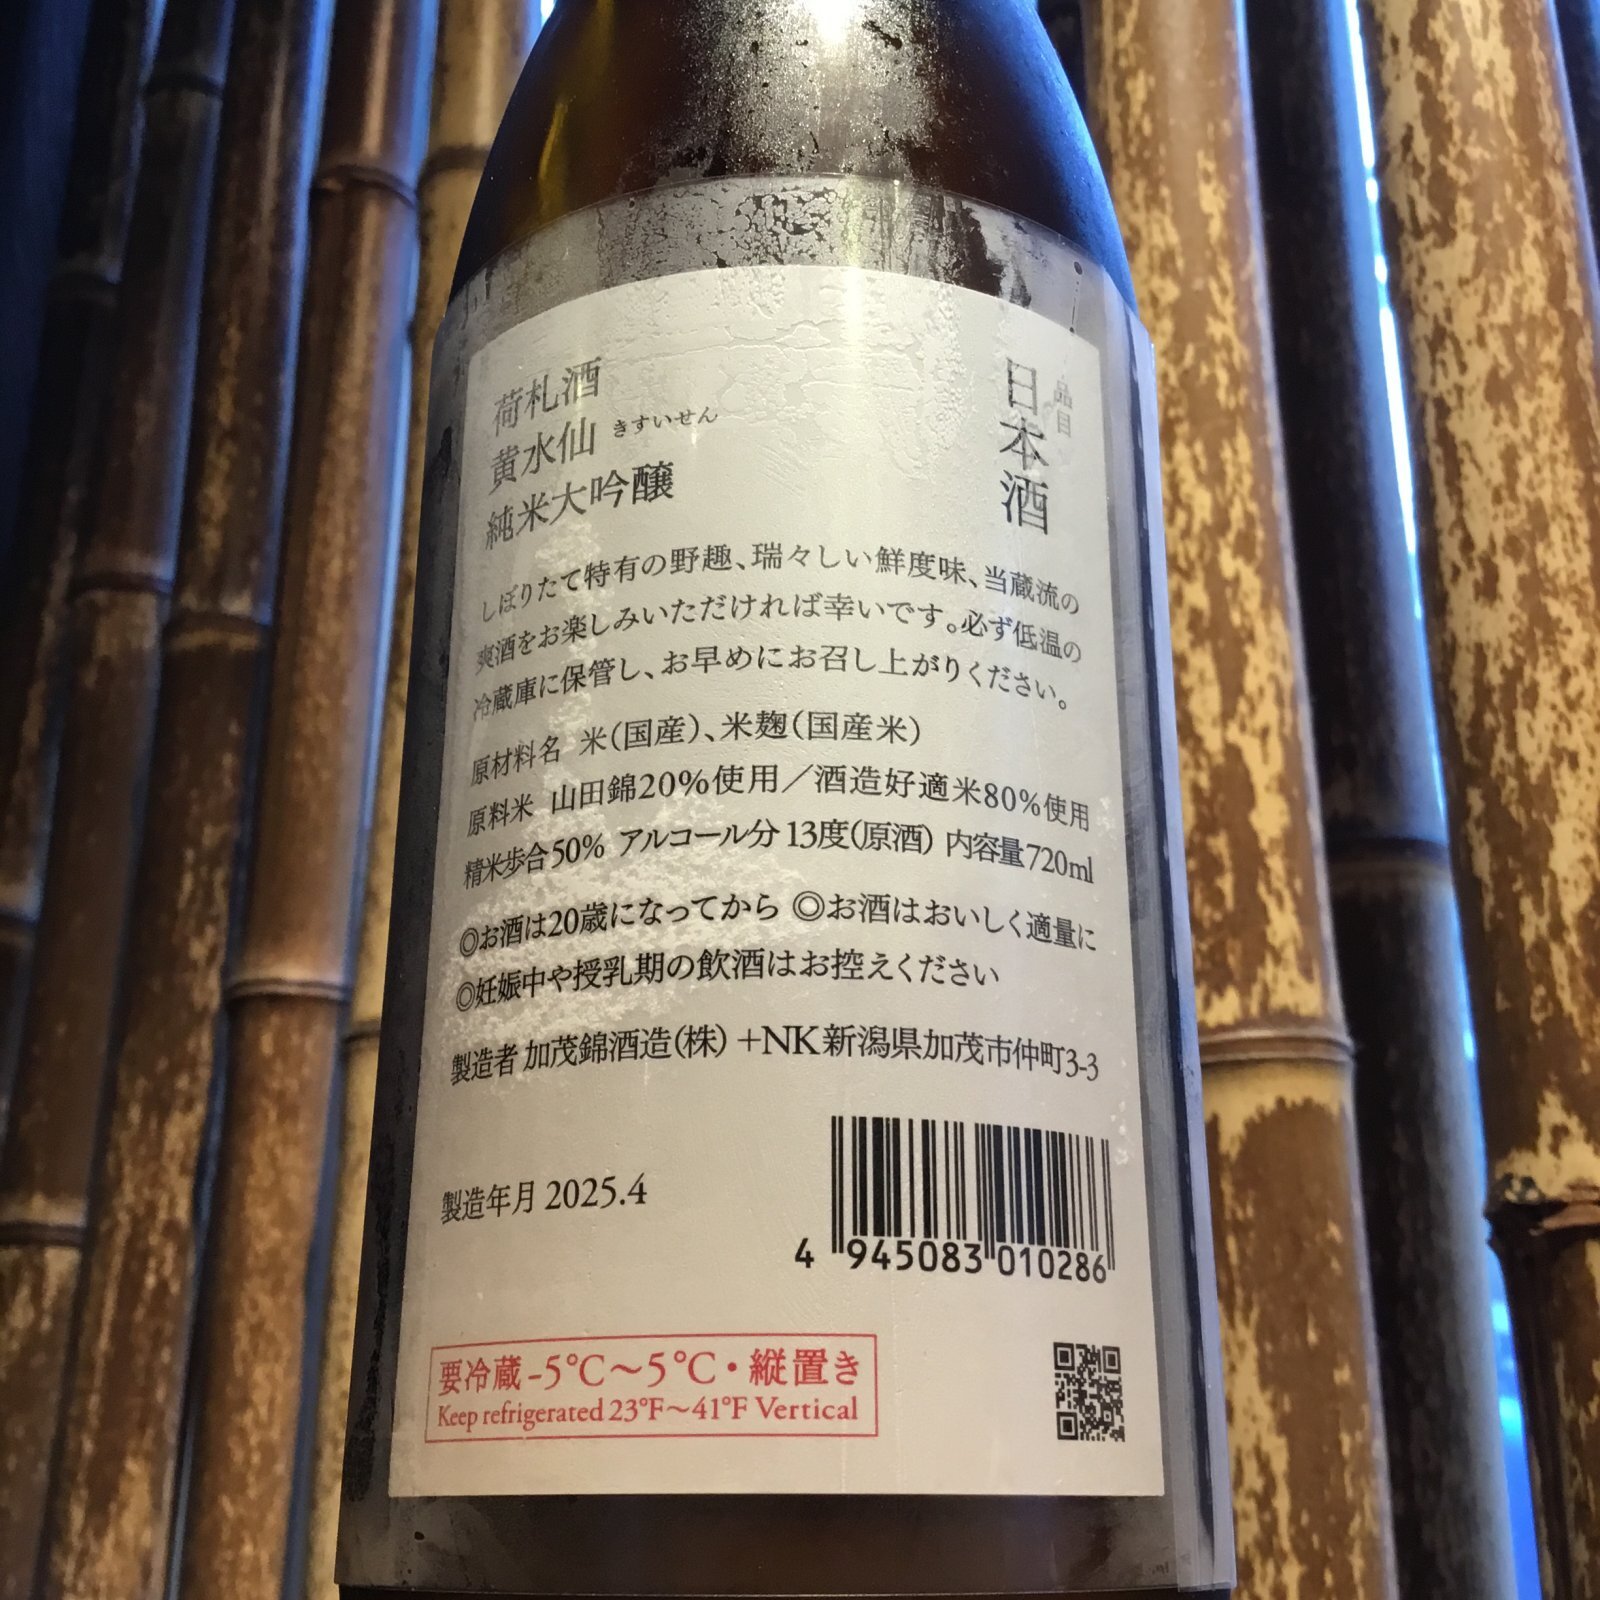 品目
日本酒
荷札酒
黄水仙 きすいせん
純米大吟醸
しぼりたて特有の野趣、瑞々しい鮮度味、当蔵流の
爽酒をお楽しみいただければ幸いです。必ず低温の
冷蔵庫に保管し、お早めにお召し上がりください。
原材料名 米(国産)、米麹(国産米)
原料米 山田錦20%使用/酒造好適米80%使用
精米歩合50% アルコール分13度(原酒) 内容量720ml
◎お酒は20歳になってから ◎お酒はおいしく適量に
◎妊娠中や授乳期の飲酒はお控えください
製造者 加茂錦酒造(株) +NK新潟県加茂市仲町3-3
製造年月 2025.4
4 945083 010286
要冷蔵 -5℃〜5℃・縦置き
Keep refrigerated 23°F〜41°F Vertical